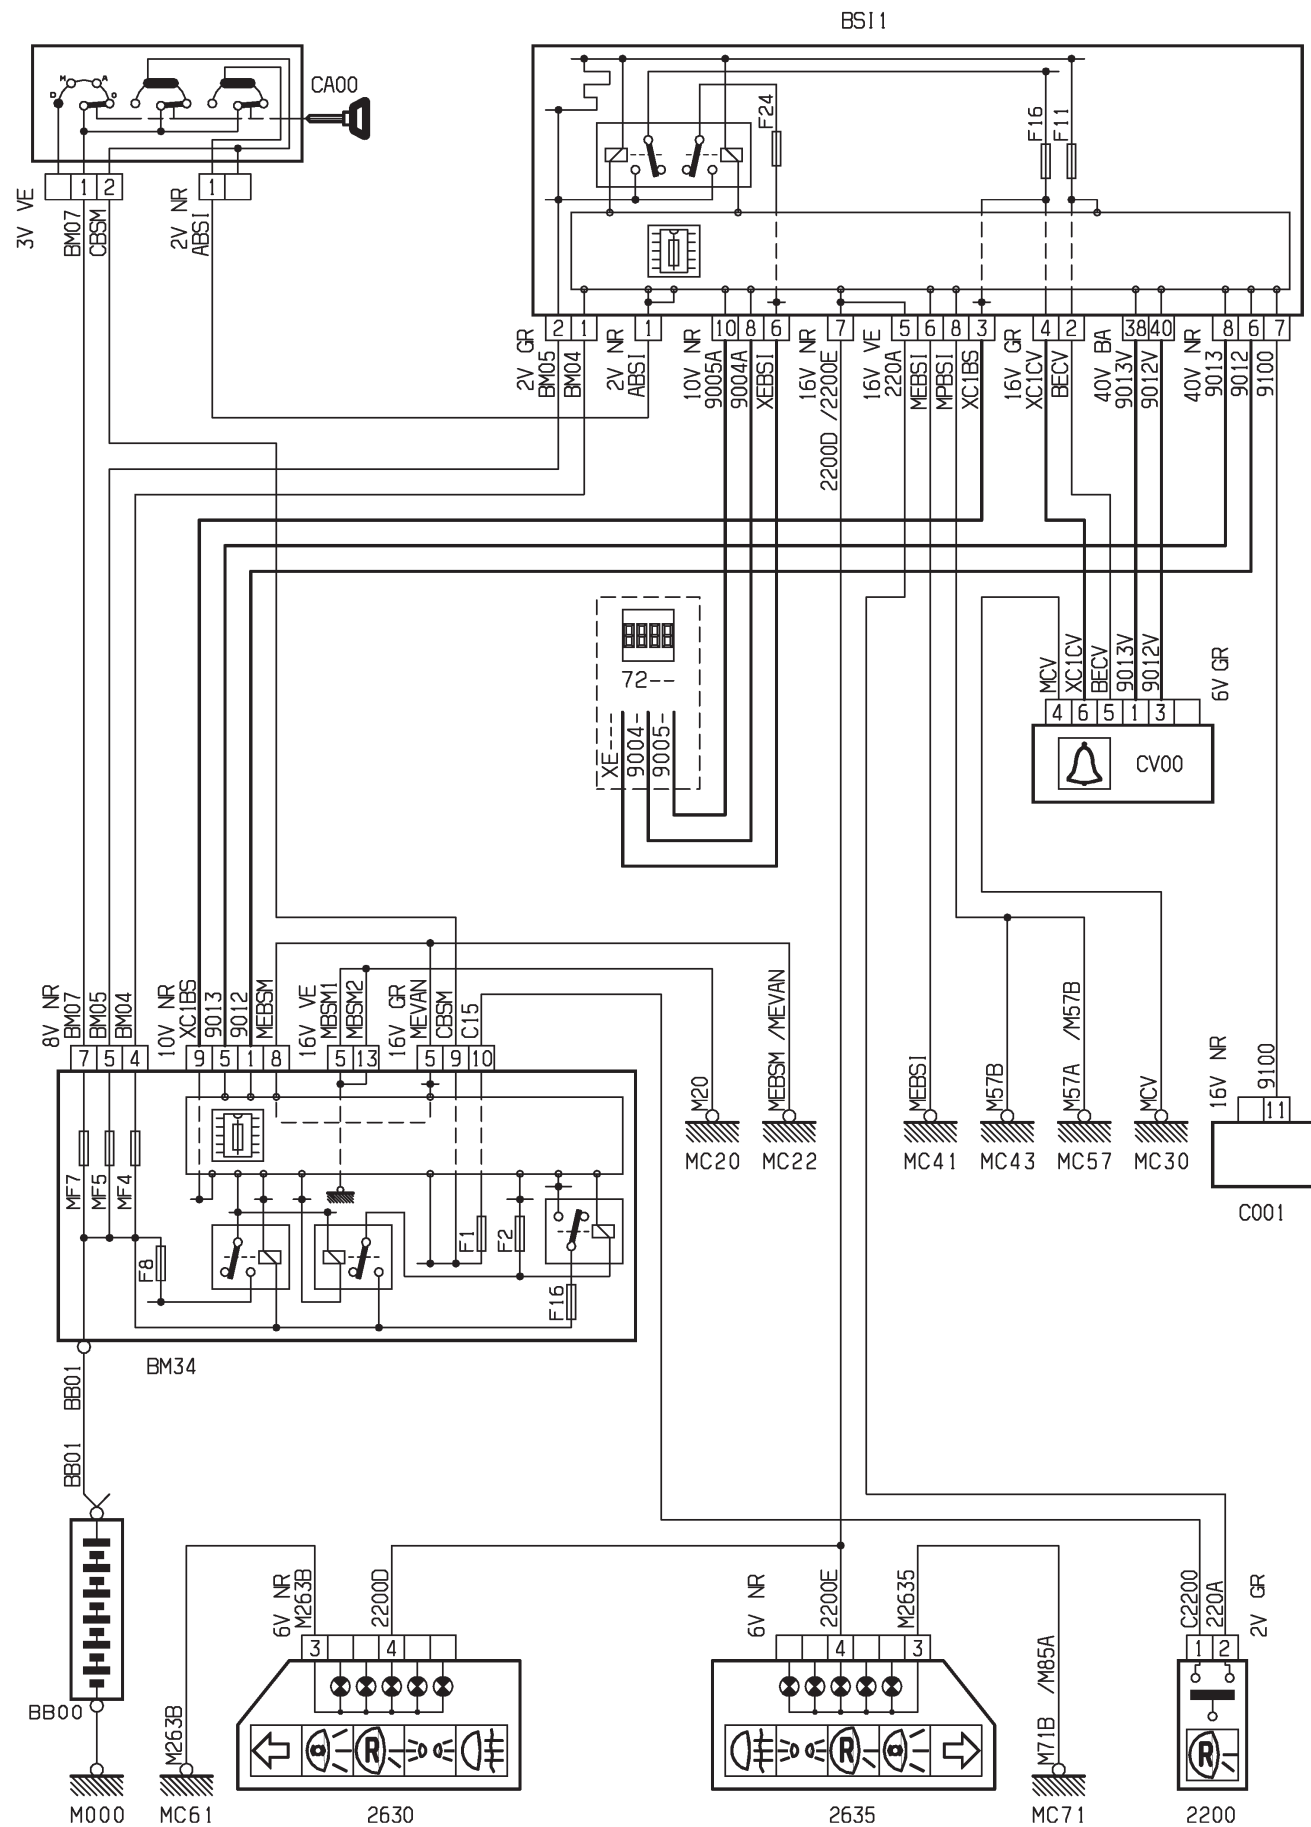 BSI1
CA00
M A
D O
F24
F16
F11
1 2
1
3V VE
BM07
CBSM
2V NR
ABSI
2 1 1 10 8 6 7 5 6 8 3 4 2 38 40 8 6 7
2V GR
BM05
BM04
2V NR
ABSI
10V NR
9005A
9004A
XEBSI
16V NR
2200D /2200E
16V VE
220A
MEBSI
MPBSI
XC1BS
16V GR
XC1CV
BECV
40V BA
9013V
9012V
40V NR
9013
9012
9100
8888
72--
XE----
9004-
9005-
MCV
XC1CV
BECV
9013V
9012V
6V GR
4 6 5 1 3
CV00
8V NR
BM07
BM05
BM04
10V NR
XC1BS
9013
9012
MEBSM
16V VE
MBSM1
MBSM2
16V GR
MEVAN
CBSM
C15
7 5 4 9 5 1 8 5 13 5 9 10
M20
MEBSM /MEVAN
MEBSI
M57B
M57A /M57B
MCV
16V NR
9100
11
MC20
MC22
MC41
MC43
MC57
MC30
C001
MF7
MF5
MF4
F8
F1
F2
F16
BM34
BB01
BB01
BB00
M000
M263B
MC61
6V NR
M263B
2200D
3 4
R
2630
6V NR
2200E
M2635
4 3
R
2635
M71B /M85A
MC71
C2200
220A
2V GR
1 2
R
2200